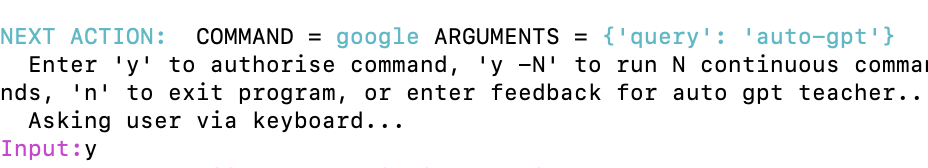 NEXT ACTION:  COMMAND = google ARGUMENTS = {'query': 'auto-gpt'}
  Enter 'y' to authorise command, 'y -N' to run N continuous comma
nds, 'n' to exit program, or enter feedback for auto gpt teacher..
  Asking user via keyboard...
Input:y